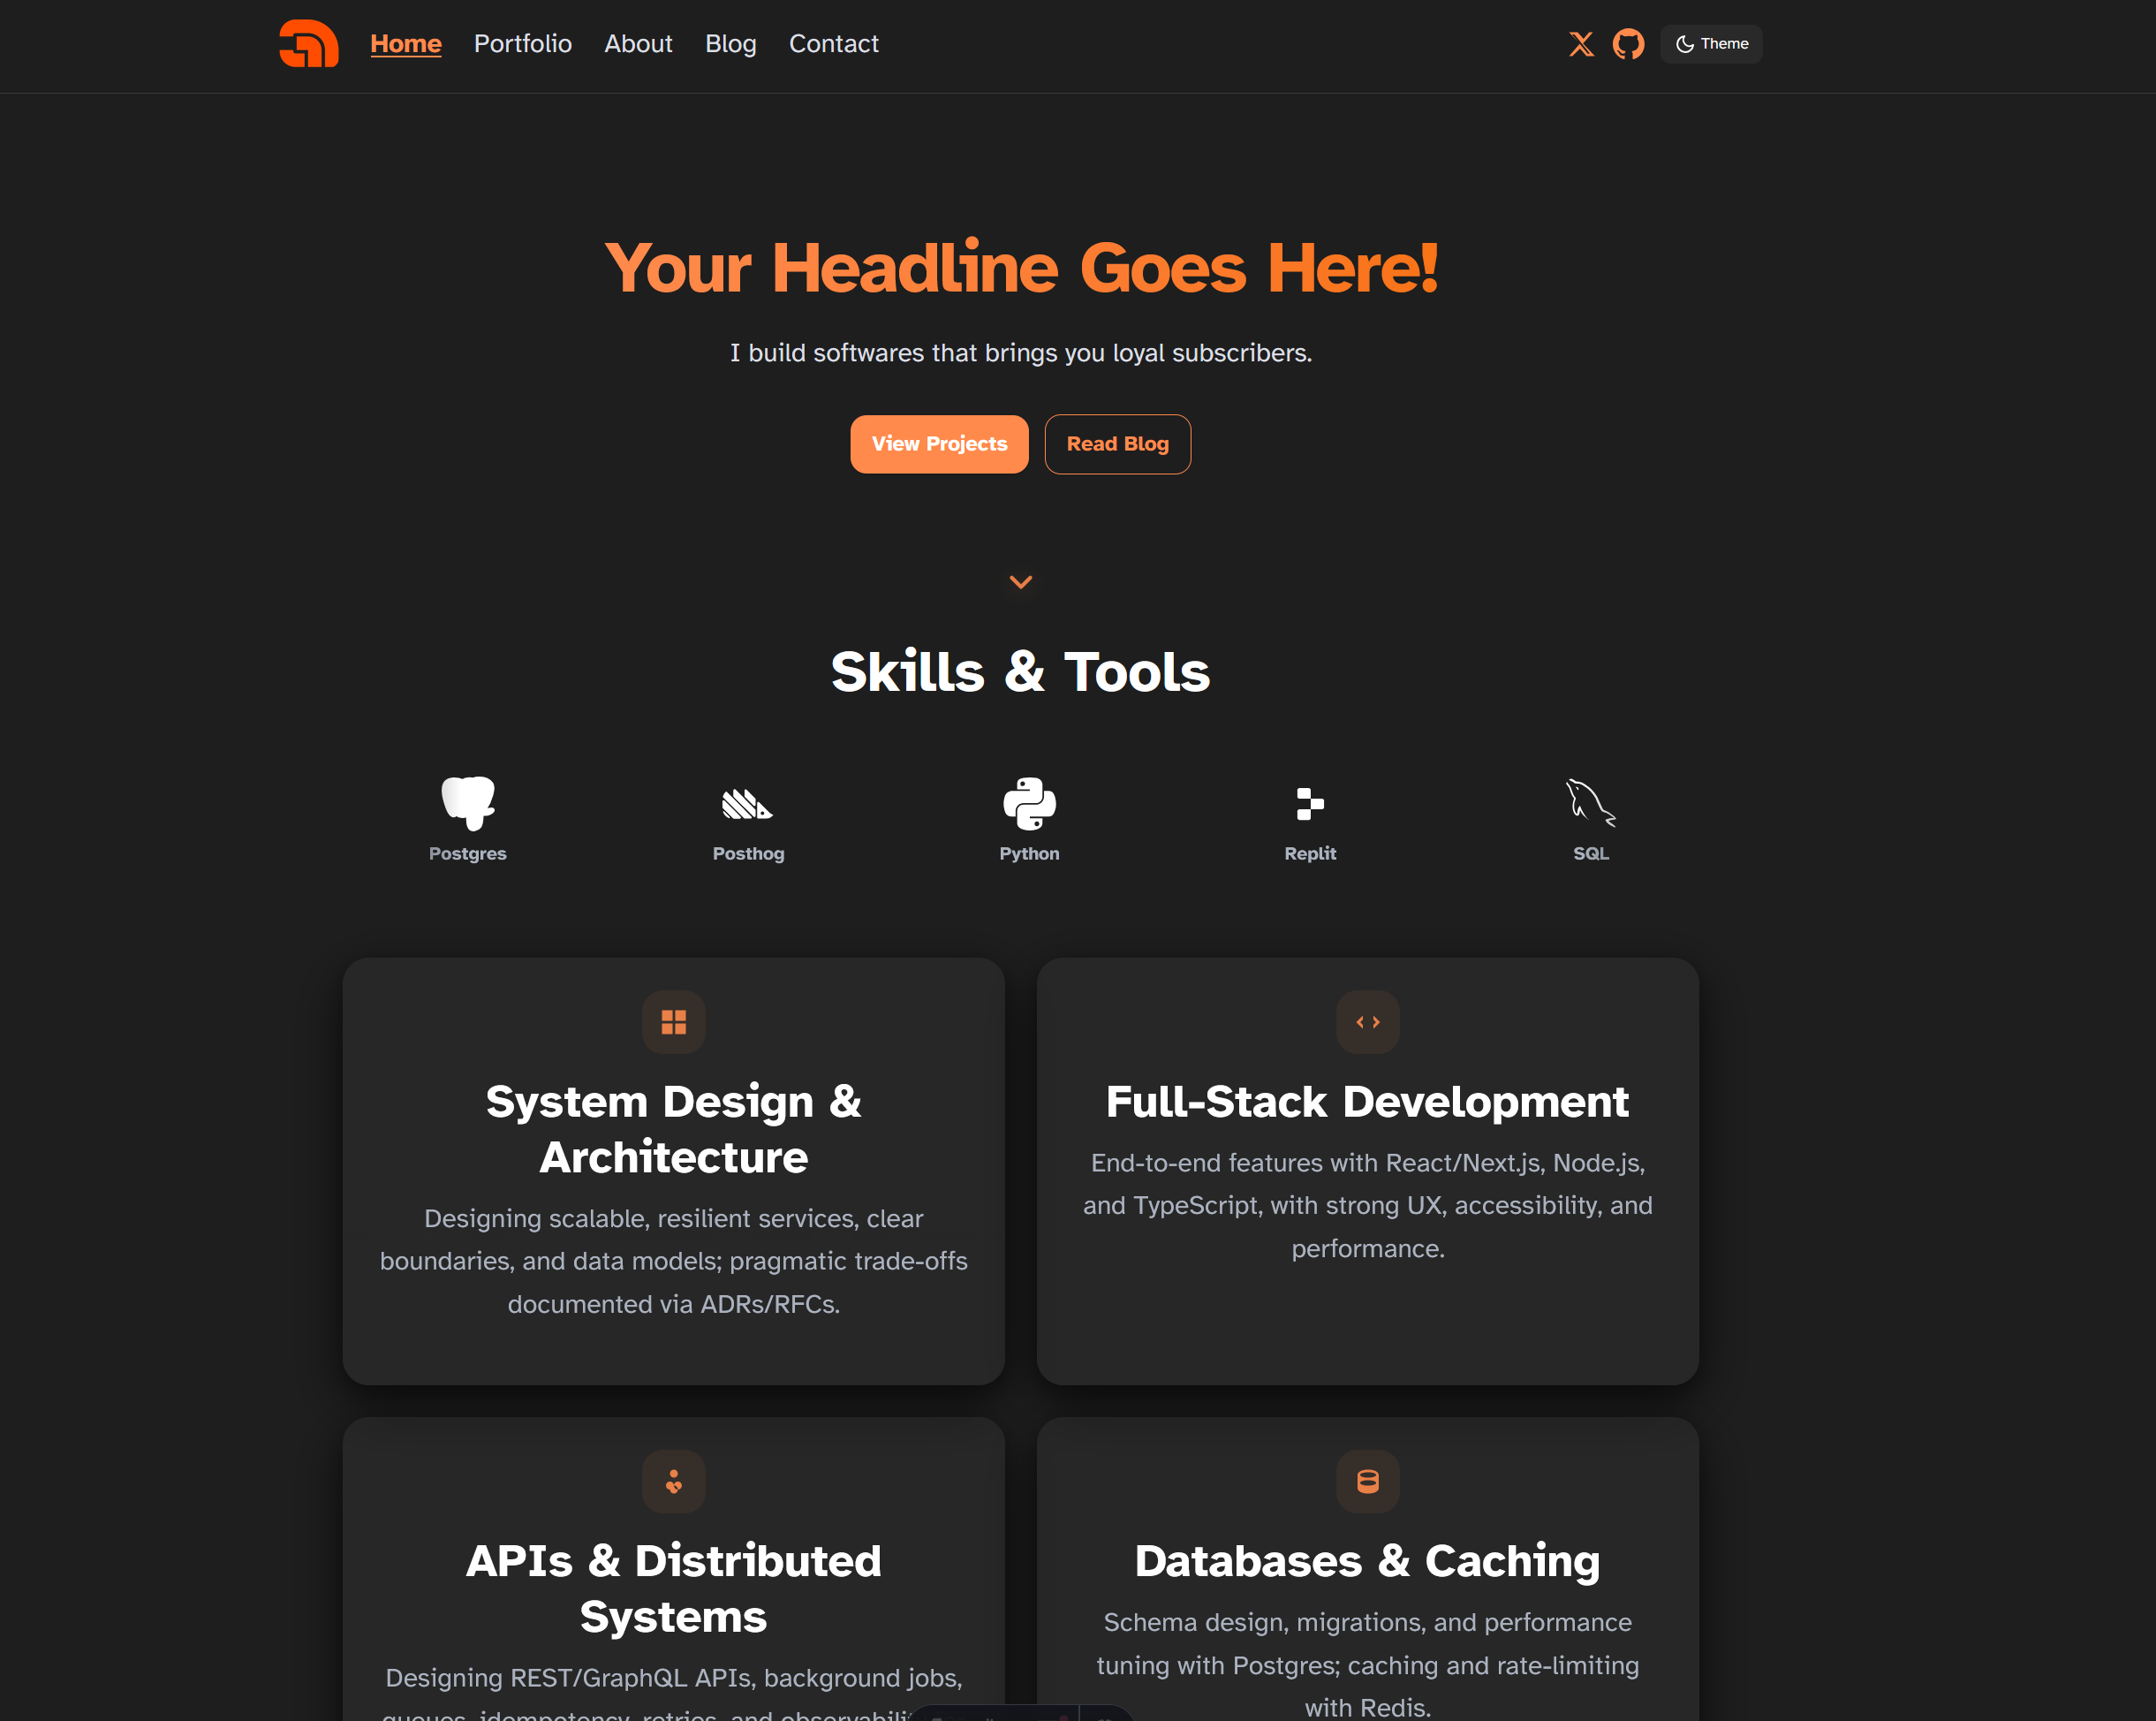 Home Portfolio About Blog Contact Theme
Your Headline Goes Here!
I build softwares that brings you loyal subscribers.
View Projects Read Blog
Skills & Tools
Postgres Posthog Python Replit SQL
System Design &
Architecture
Designing scalable, resilient services, clear
boundaries, and data models; pragmatic trade-offs
documented via ADRs/RFCs.
Full-Stack Development
End-to-end features with React/Next.js, Node.js,
and TypeScript, with strong UX, accessibility, and
performance.
APIs & Distributed
Systems
Designing REST/GraphQL APIs, background jobs,
queues, idempotency, retries, and
Databases & Caching
Schema design, migrations, and performance
tuning with Postgres; caching and rate-limiting
with Redis.